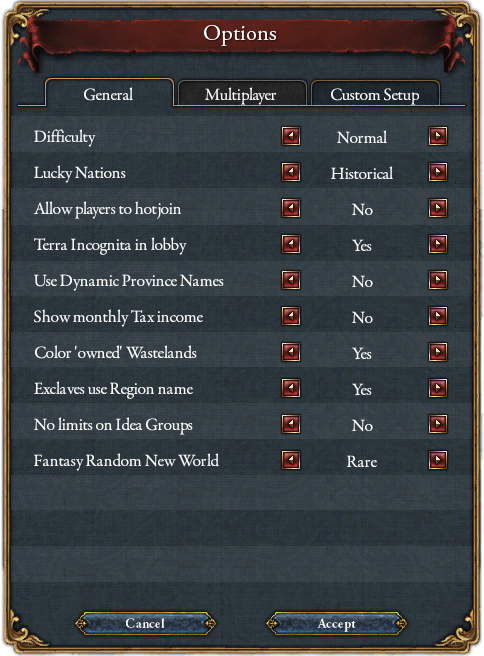 Options
General Multiplayer Custom Setup
Difficulty Normal
Lucky Nations Historical
Allow players to hotjoin No
Terra Incognita in lobby Yes
Use Dynamic Province Names No
Show monthly Tax income No
Color 'owned' Wastelands Yes
Exclaves use Region name Yes
No limits on Idea Groups No
Fantasy Random New World Rare
Cancel Accept